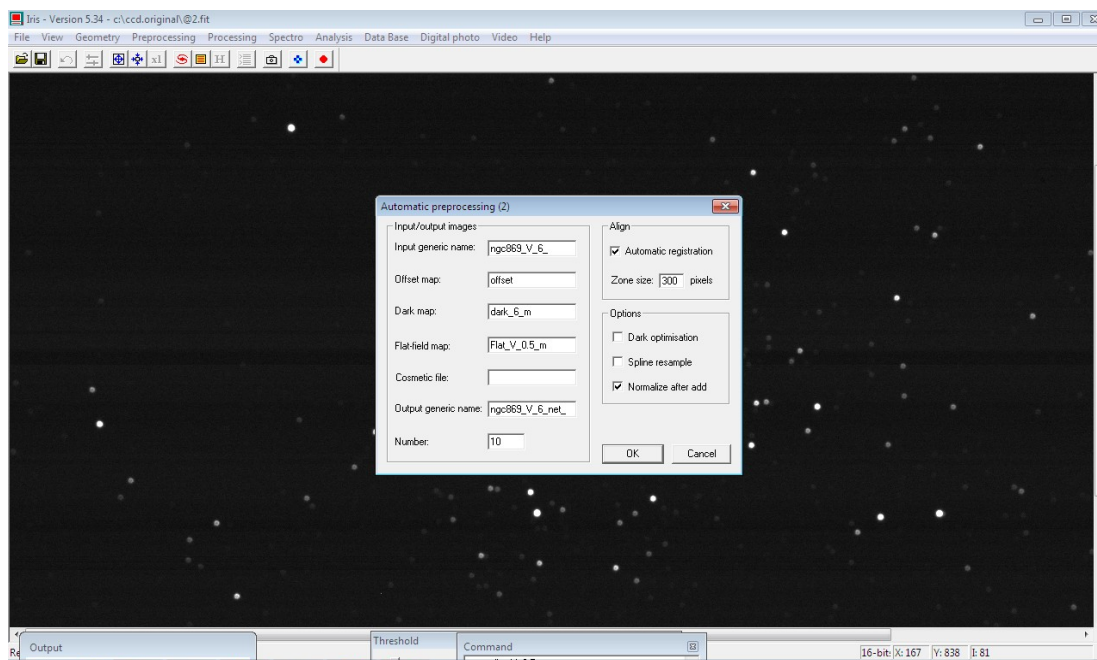 Iris - Version 5.34 - c:\ccd.original\@2.fit
File View Geometry Preprocessing Processing Spectro Analysis Data Base Digital photo Video Help
x1 H
Automatic preprocessing (2)
Input/output images
Input generic name: ngc869_V_6_
Offset map: offset
Dark map: dark_6_m
Flat-field map: Flat_V_0.5_m
Cosmetic file:
Output generic name: ngc869_V_6_net_
Number: 10
Align
Automatic registration
Zone size: 300 pixels
Options
Dark optimisation
Spline resample
Normalize after add
OK Cancel
Output
Threshold
Command
16-bit: X: 167 Y: 838 I: 81